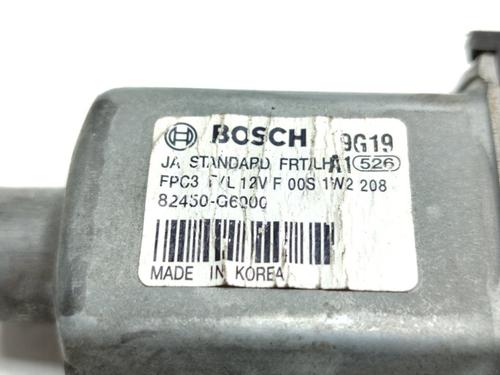 BOSCH 9G19
JA STANDARD FRT/LH A1 526
FPC3 F/L 12V F 00S 1W2 208
82450-G6000
MADE IN KOREA